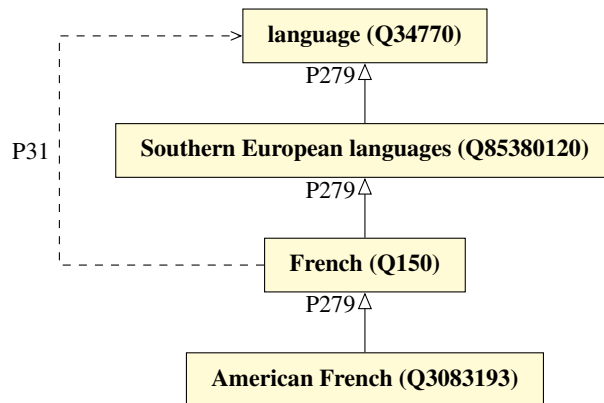 language (Q34770)
P279
Southern European languages (Q85380120)
P31
P279
French (Q150)
P279
American French (Q3083193)